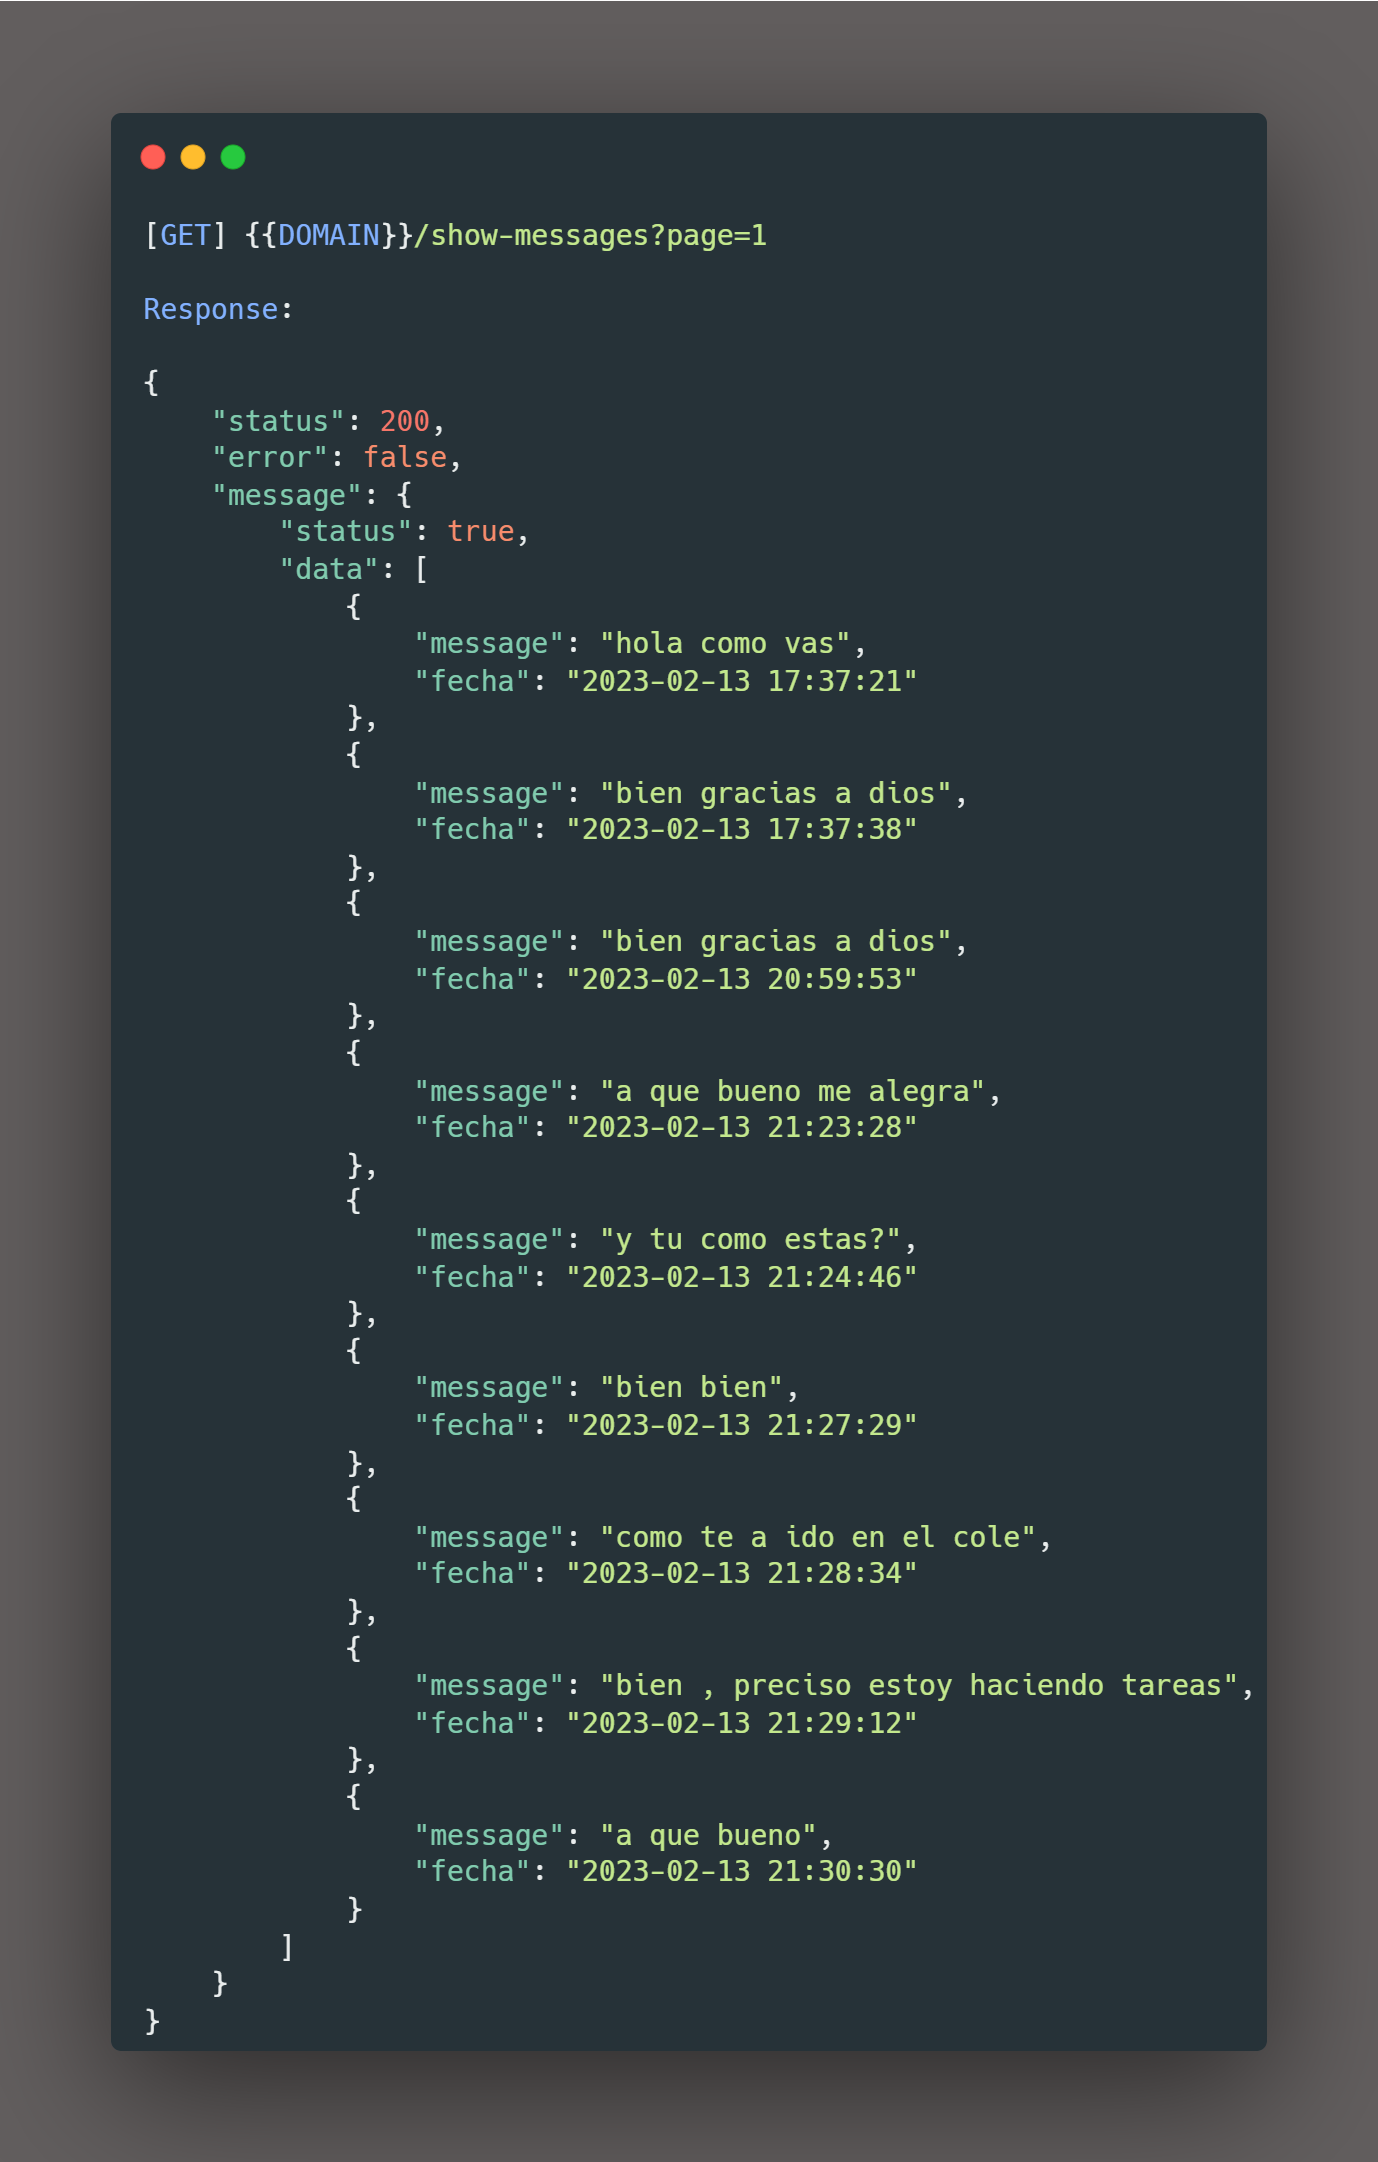 [GET] {{DOMAIN}}/show-messages?page=1
Response:
{
    "status": 200,
    "error": false,
    "message": {
        "status": true,
        "data": [
            {
                "message": "hola como vas",
                "fecha": "2023-02-13 17:37:21"
            },
            {
                "message": "bien gracias a dios",
                "fecha": "2023-02-13 17:37:38"
            },
            {
                "message": "bien gracias a dios",
                "fecha": "2023-02-13 20:59:53"
            },
            {
                "message": "a que bueno me alegra",
                "fecha": "2023-02-13 21:23:28"
            },
            {
                "message": "y tu como estas?",
                "fecha": "2023-02-13 21:24:46"
            },
            {
                "message": "bien bien",
                "fecha": "2023-02-13 21:27:29"
            },
            {
                "message": "como te a ido en el cole",
                "fecha": "2023-02-13 21:28:34"
            },
            {
                "message": "bien , preciso estoy haciendo tareas",
                "fecha": "2023-02-13 21:29:12"
            },
            {
                "message": "a que bueno",
                "fecha": "2023-02-13 21:30:30"
            }
        ]
    }
}